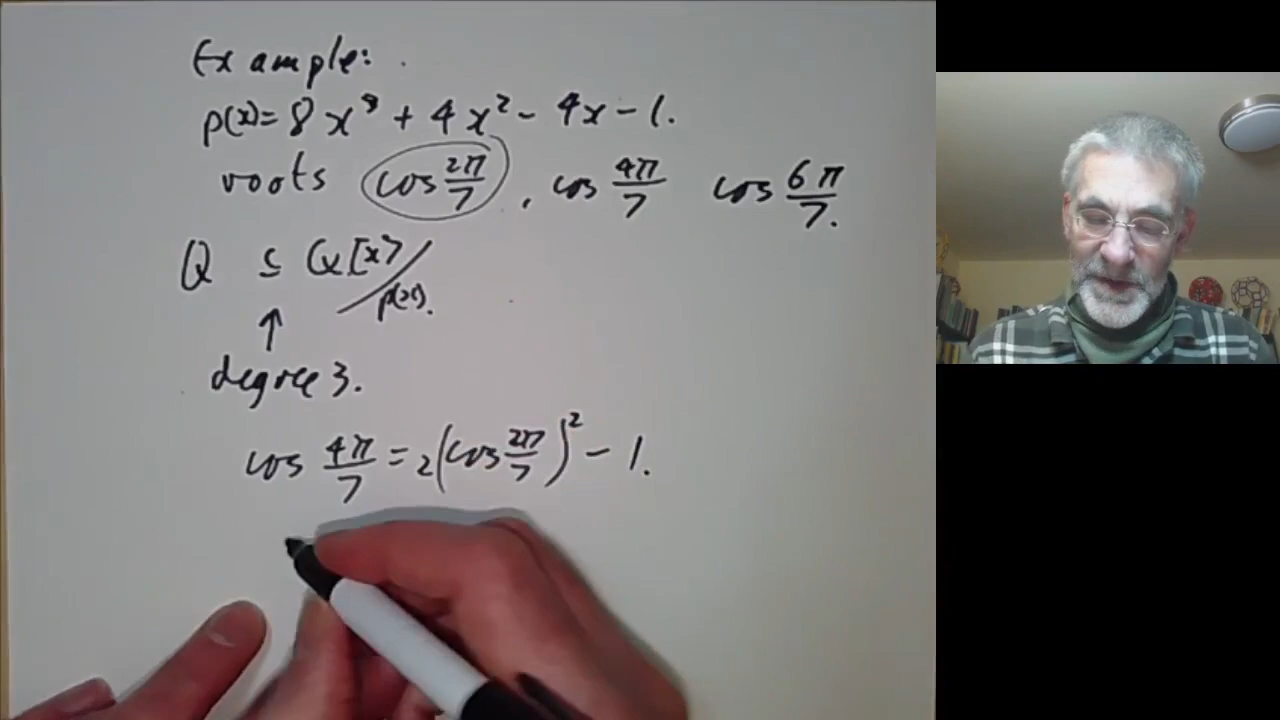 Example:
p(x)= 8x³ + 4x² - 4x - 1.
roots cos 2π/7, cos 4π/7 cos 6π/7.
Q ⊆ Q[x]/p(x).
↑
degree 3.
cos 4π/7 = 2(cos 2π/7)² - 1.